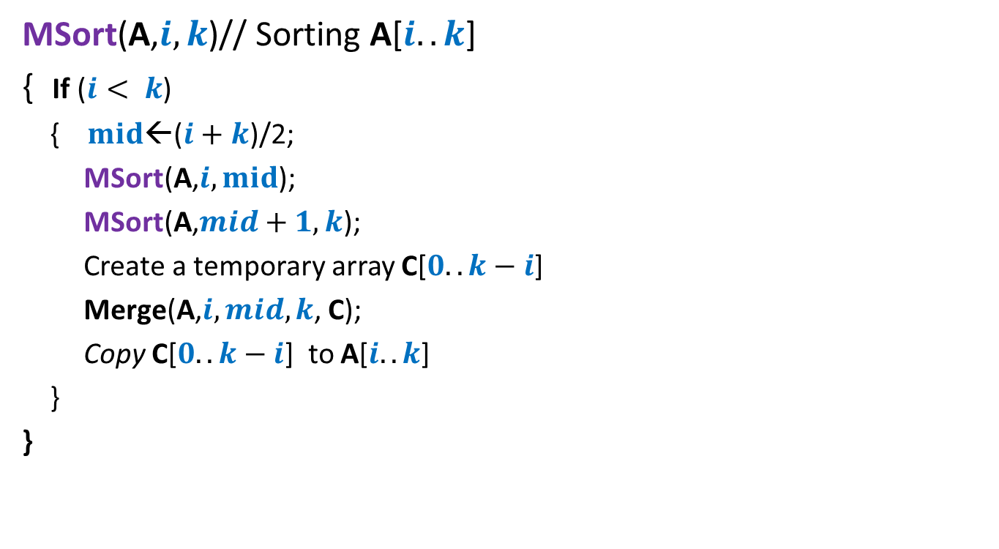 MSort(A,i, k)// Sorting A[i..k]
{ If (i < k)
{ mid←(i + k)/2;
MSort(A,i, mid);
MSort(A,mid + 1, k);
Create a temporary array C[0..k − i]
Merge(A,i, mid, k, C);
Copy C[0..k − i] to A[i..k]
}
}